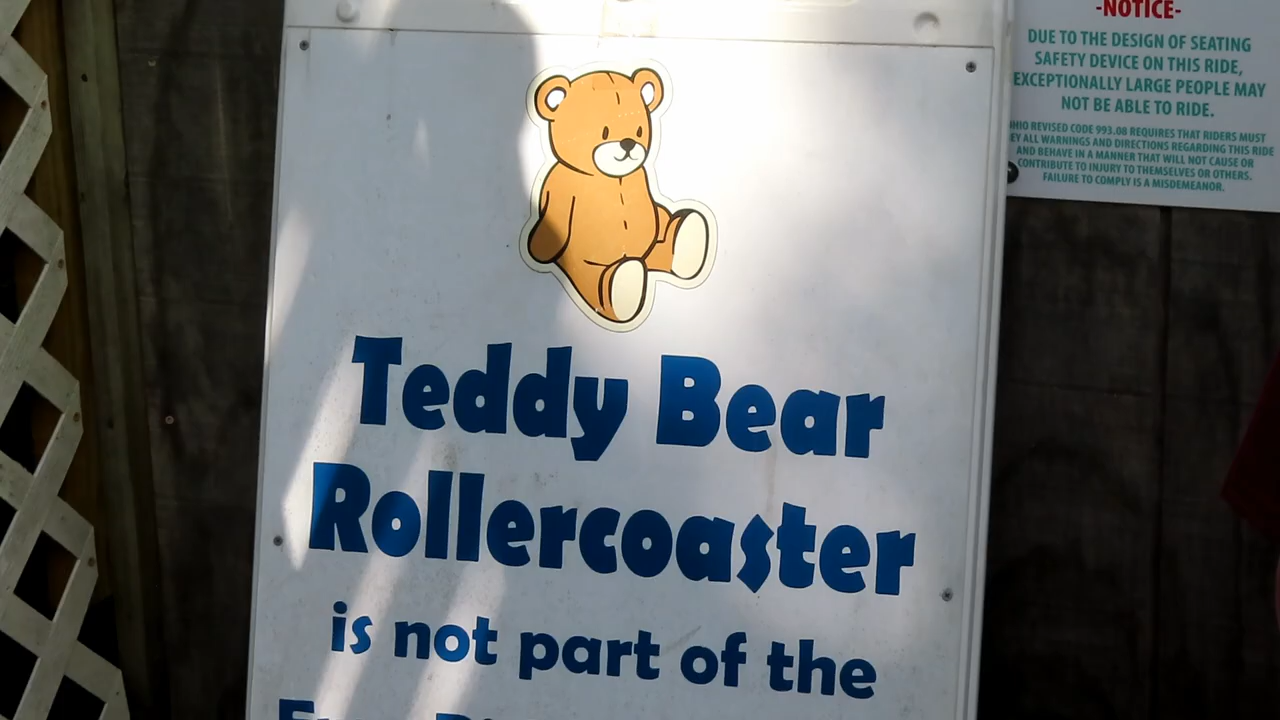 Teddy Bear
Rollercoaster
is not part of the
-NOTICE-
DUE TO THE DESIGN OF SEATING
SAFETY DEVICE ON THIS RIDE,
EXCEPTIONALLY LARGE PEOPLE MAY
NOT BE ABLE TO RIDE.
REVISED CODE 993.08 REQUIRES THAT RIDERS MUST
ALL WARNINGS AND DIRECTIONS REGARDING THIS RIDE
AND BEHAVE IN A MANNER THAT WILL NOT CAUSE OR
CONTRIBUTE TO INJURY TO THEMSELVES OR OTHERS.
FAILURE TO COMPLY IS A MISDEMEANOR.